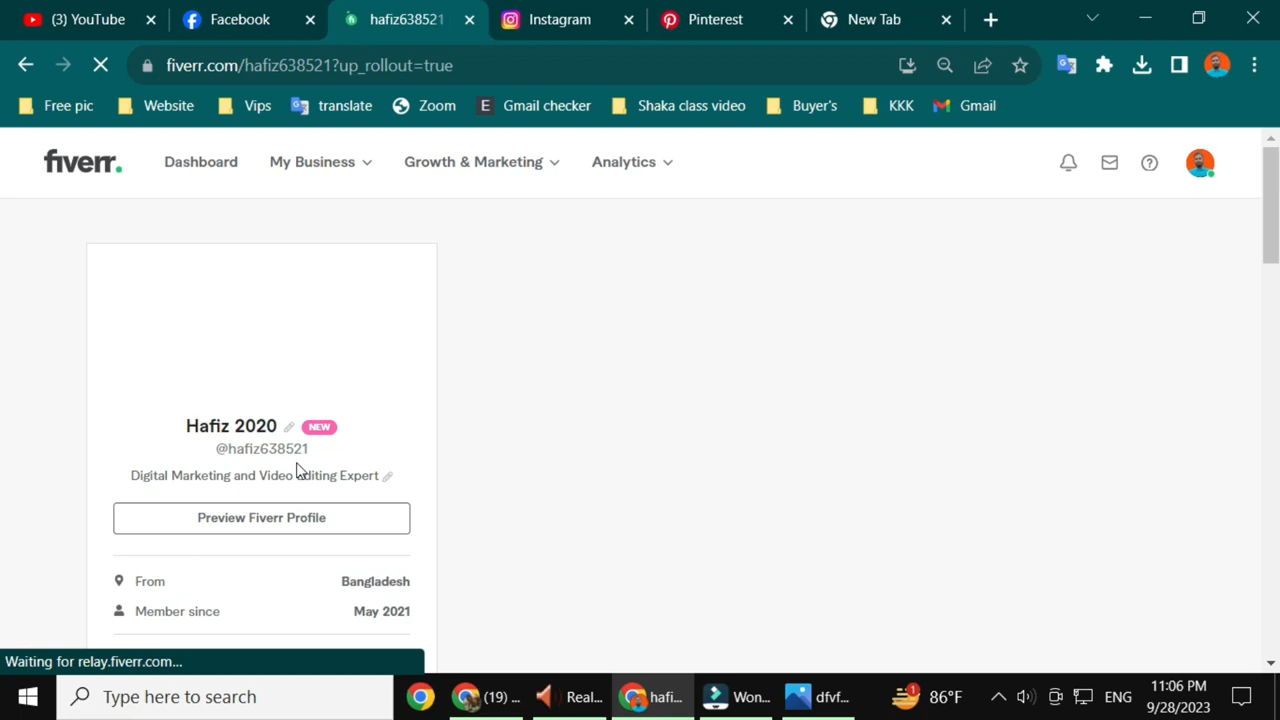 (3) YouTube
Facebook
hafiz638521
Instagram
Pinterest
New Tab
fiverr.com/hafiz638521?up_rollout=true
Free pic
Website
Vips
translate
Zoom
E
Gmail checker
Shaka class video
Buyer's
KKK
Gmail
fiverr.
Dashboard
My Business
Growth & Marketing
Analytics
Hafiz 2020
NEW
@hafiz638521
Digital Marketing and Video Editing Expert
Preview Fiverr Profile
From
Bangladesh
Member since
May 2021
Waiting for relay.fiverr.com...
Type here to search
(19) ...
Real...
hafi...
Won...
dfvf...
1
86°F
ENG
11:06 PM
9/28/2023